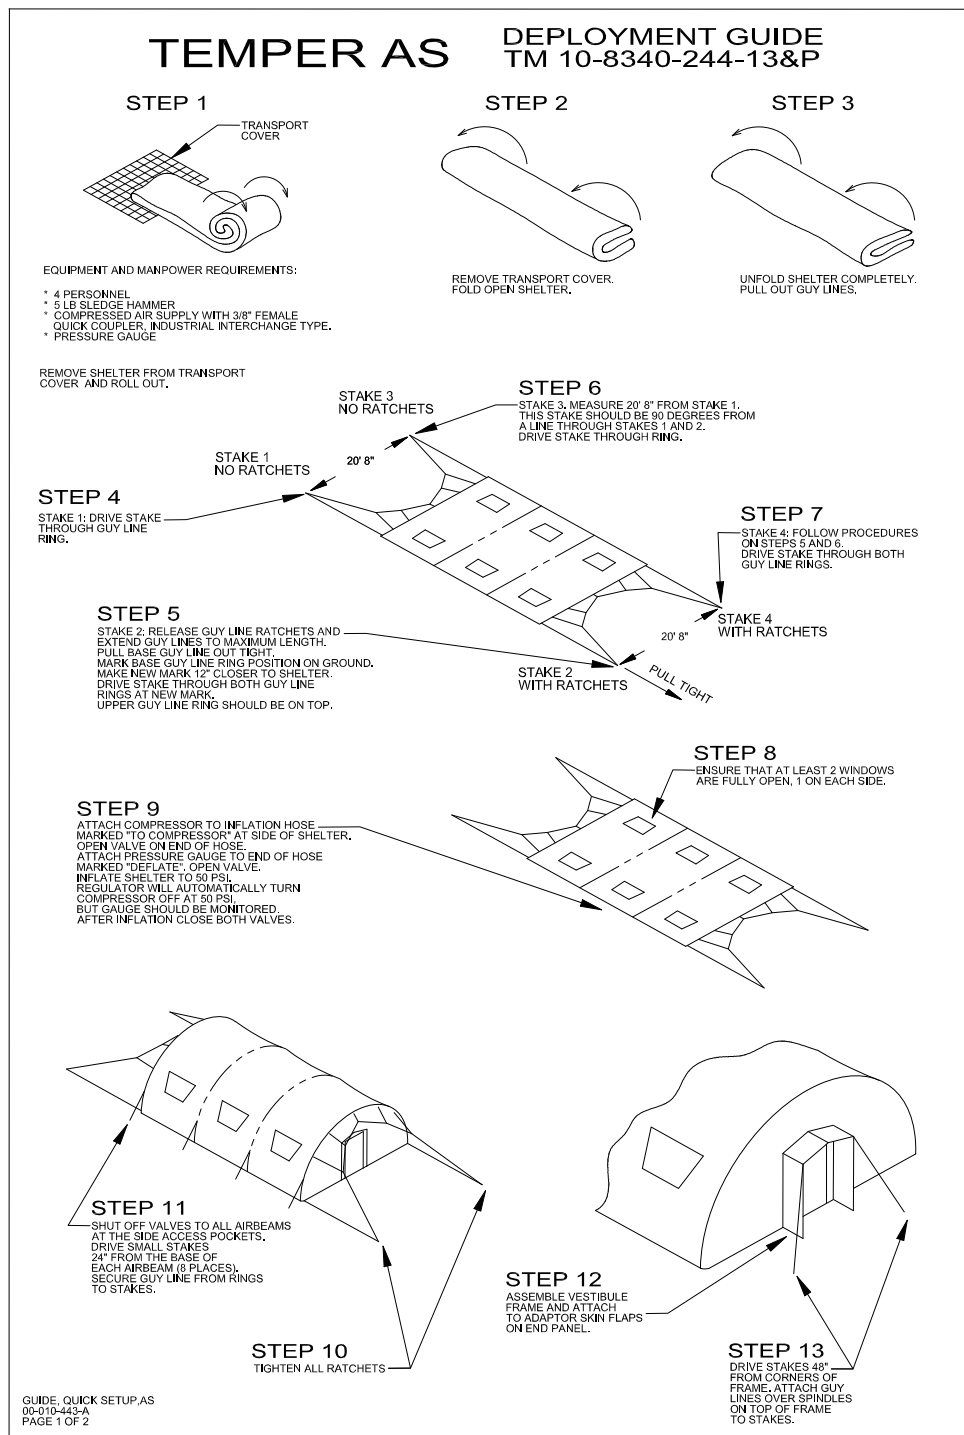 TEMPER AS
DEPLOYMENT GUIDE
TM 10-8340-244-13&P
STEP 1
TRANSPORT
COVER
EQUIPMENT AND MANPOWER REQUIREMENTS:
* 4 PERSONNEL
* 5 LB SLEDGE HAMMER
* COMPRESSED AIR SUPPLY WITH 3/8" FEMALE
QUICK COUPLER, INDUSTRIAL INTERCHANGE TYPE.
* PRESSURE GAUGE
REMOVE SHELTER FROM TRANSPORT
COVER AND ROLL OUT.
STEP 2
REMOVE TRANSPORT COVER.
FOLD OPEN SHELTER.
STEP 3
UNFOLD SHELTER COMPLETELY.
PULL OUT GUY LINES.
STAKE 3
NO RATCHETS
STEP 6
STAKE 3. MEASURE 20' 8" FROM STAKE 1.
THIS STAKE SHOULD BE 90 DEGREES FROM
A LINE THROUGH STAKES 1 AND 2.
DRIVE STAKE THROUGH RING.
STAKE 1
NO RATCHETS
20' 8"
STEP 4
STAKE 1: DRIVE STAKE
THROUGH GUY LINE
RING.
STEP 7
STAKE 4: FOLLOW PROCEDURES
ON STEPS 5 AND 6.
DRIVE STAKE THROUGH BOTH
GUY LINE RINGS.
STEP 5
STAKE 2: RELEASE GUY LINE RATCHETS AND
EXTEND GUY LINES TO MAXIMUM LENGTH.
PULL BASE GUY LINE OUT TIGHT.
MARK BASE GUY LINE RING POSITION ON GROUND.
MAKE NEW MARK 12" CLOSER TO SHELTER.
DRIVE STAKE THROUGH BOTH GUY LINE
RINGS AT NEW MARK.
UPPER GUY LINE RING SHOULD BE ON TOP.
STAKE 4
WITH RATCHETS
20' 8"
STAKE 2
WITH RATCHETS
PULL TIGHT
STEP 8
ENSURE THAT AT LEAST 2 WINDOWS
ARE FULLY OPEN, 1 ON EACH SIDE.
STEP 9
ATTACH COMPRESSOR TO INFLATION HOSE
MARKED "TO COMPRESSOR" AT SIDE OF SHELTER.
OPEN VALVE ON END OF HOSE.
ATTACH PRESSURE GAUGE TO END OF HOSE
MARKED "DEFLATE". OPEN VALVE.
INFLATE SHELTER TO 50 PSI.
REGULATOR WILL AUTOMATICALLY TURN
COMPRESSOR OFF AT 50 PSI,
BUT GAUGE SHOULD BE MONITORED.
AFTER INFLATION CLOSE BOTH VALVES.
STEP 11
SHUT OFF VALVES TO ALL AIRBEAMS
AT THE SIDE ACCESS POCKETS.
DRIVE SMALL STAKES
24" FROM THE BASE OF
EACH AIRBEAM (8 PLACES).
SECURE GUY LINE FROM RINGS
TO STAKES.
STEP 10
TIGHTEN ALL RATCHETS
STEP 12
ASSEMBLE VESTIBULE
FRAME AND ATTACH
TO ADAPTOR SKIN FLAPS
ON END PANEL.
STEP 13
DRIVE STAKES 48"
FROM CORNERS OF
FRAME. ATTACH GUY
LINES OVER SPINDLES
ON TOP OF FRAME
TO STAKES.
GUIDE, QUICK SETUP,AS
00-010-443-A
PAGE 1 OF 2